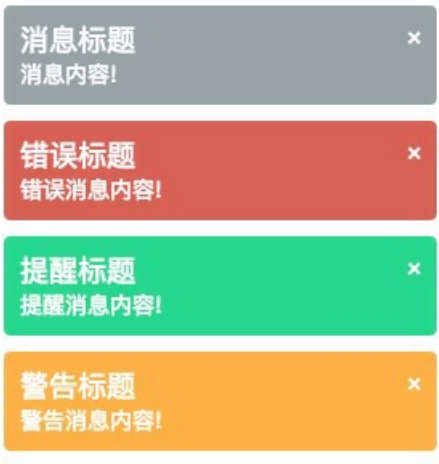 消息标题 ×
消息内容!
错误标题 ×
错误消息内容!
提醒标题 ×
提醒消息内容!
警告标题 ×
警告消息内容!